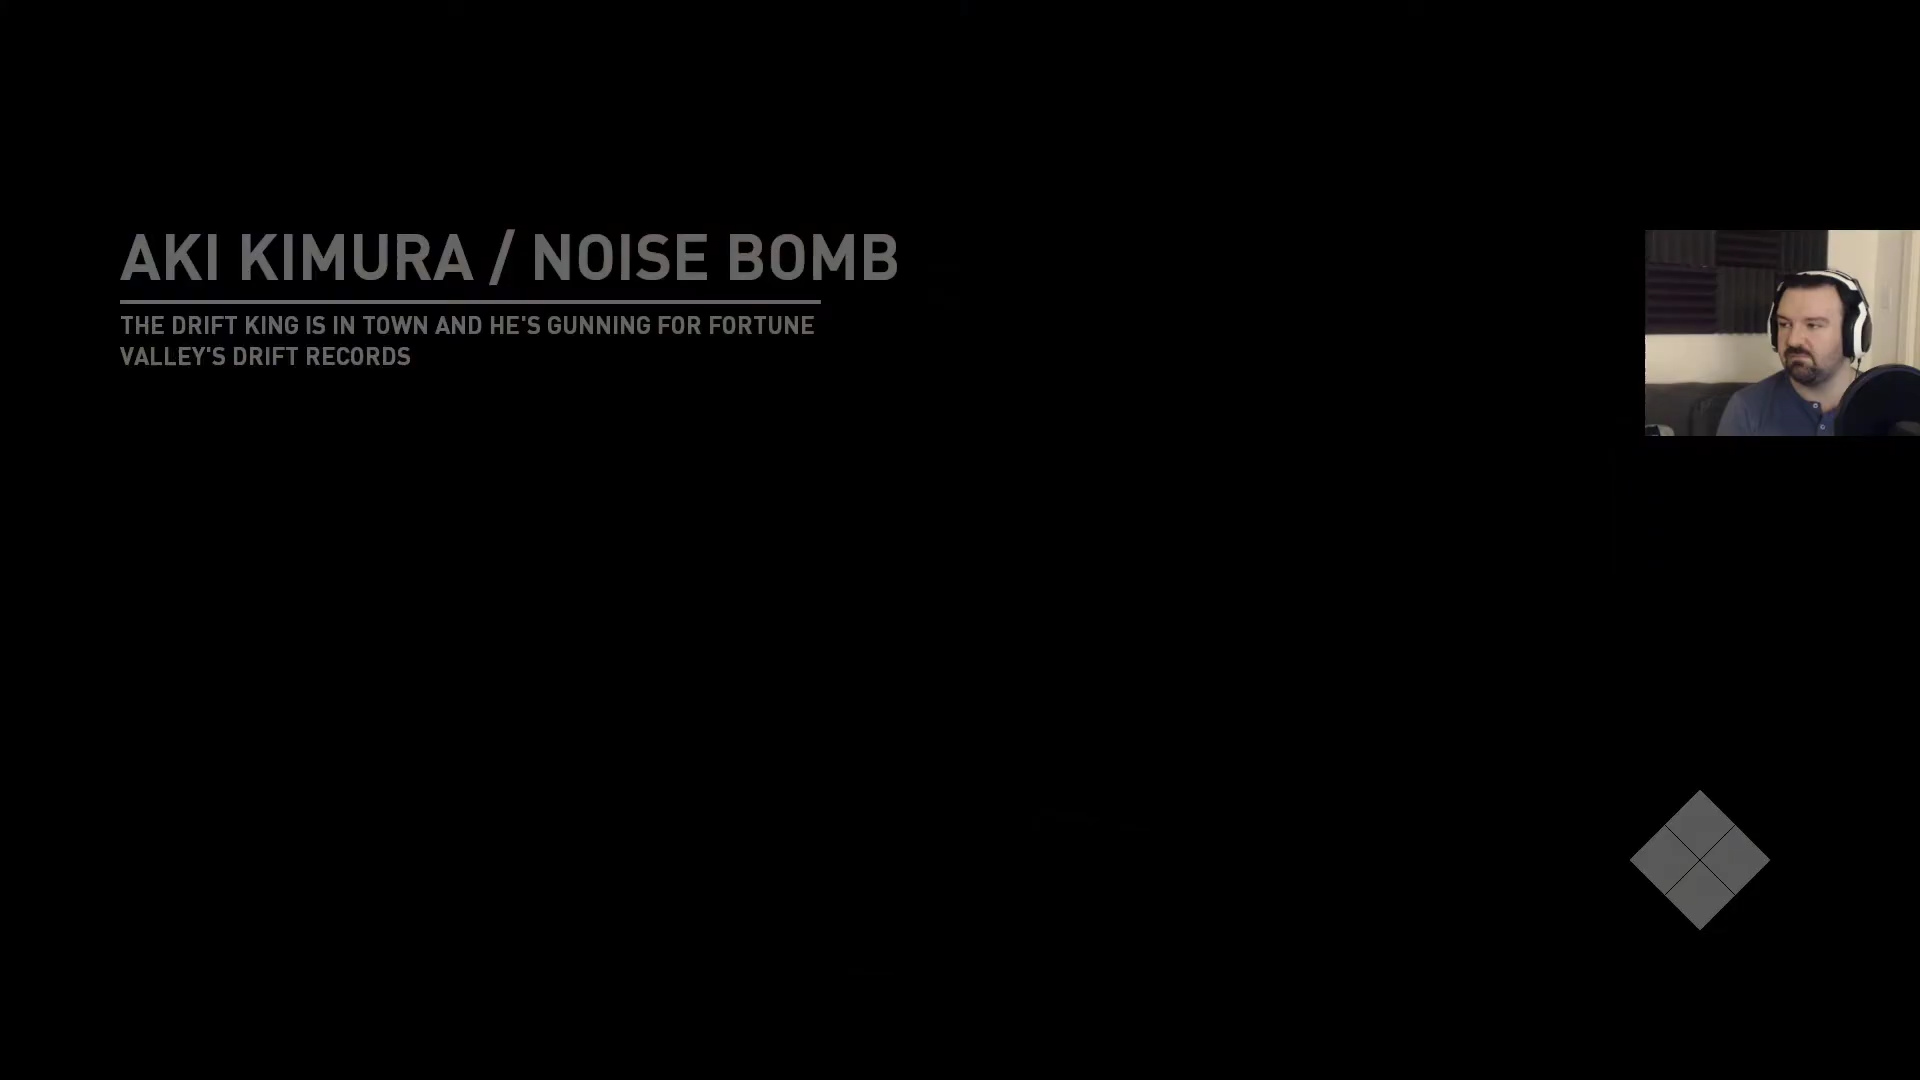 AKI KIMURA / NOISE BOMB
THE DRIFT KING IS IN TOWN AND HE'S GUNNING FOR FORTUNE
VALLEY'S DRIFT RECORDS